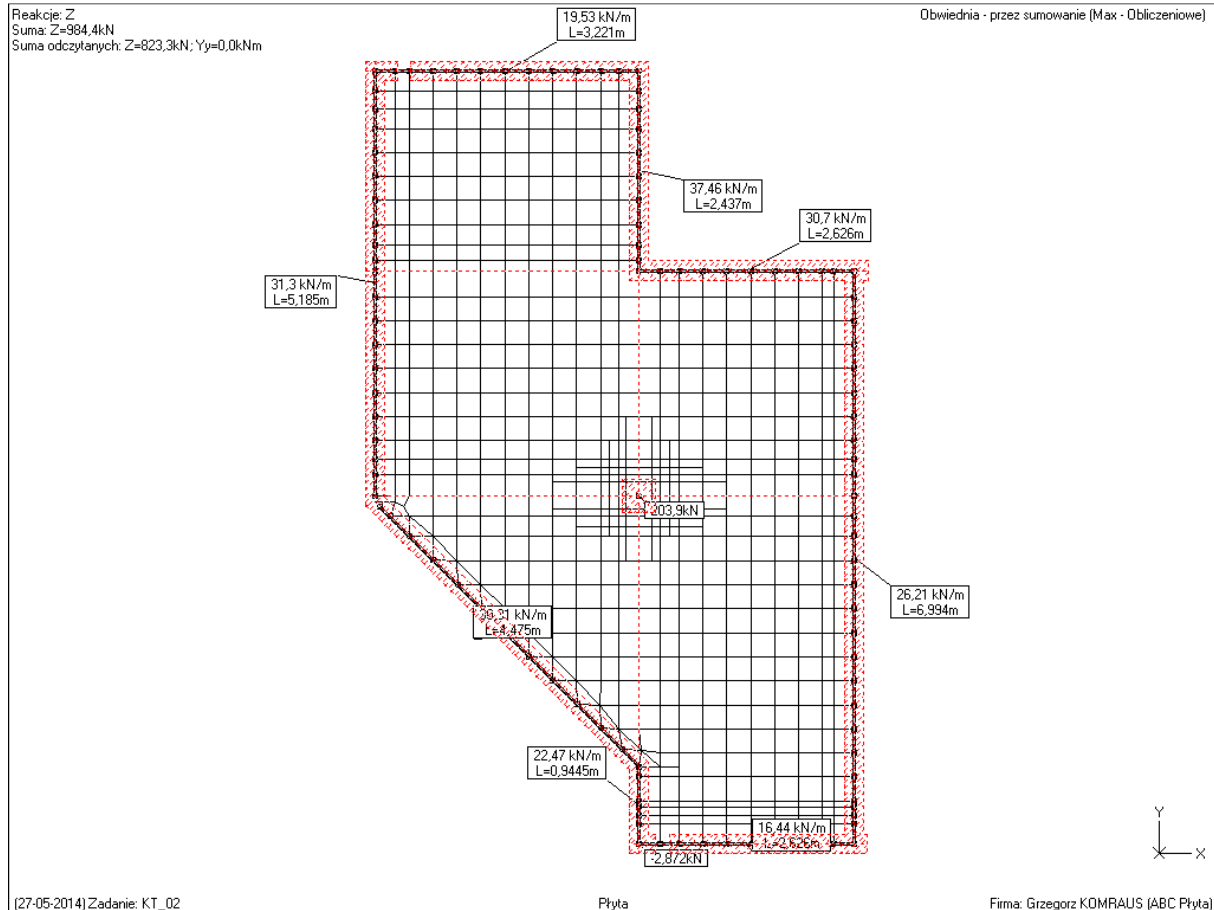 Reakcje: Z
Suma: Z=984,4kN
Suma odczytanych: Z=823,3kN; Yy=0,0kNm
Obwiednia - przez sumowanie (Max - Obliczeniowe)
19,53 kN/m
L=3,221m
37,46 kN/m
L=2,437m
30,7 kN/m
L=2,626m
31,3 kN/m
L=5,185m
203,9kN
26,21 kN/m
L=6,994m
kN/m
L=4,475m
22,47 kN/m
L=0,9445m
16,44 kN/m
L=2,626m
-2,872kN
Y
X
(27-05-2014) Zadanie: KT_02
Płyta
Firma: Grzegorz KOMRAUS (ABC Płyta)